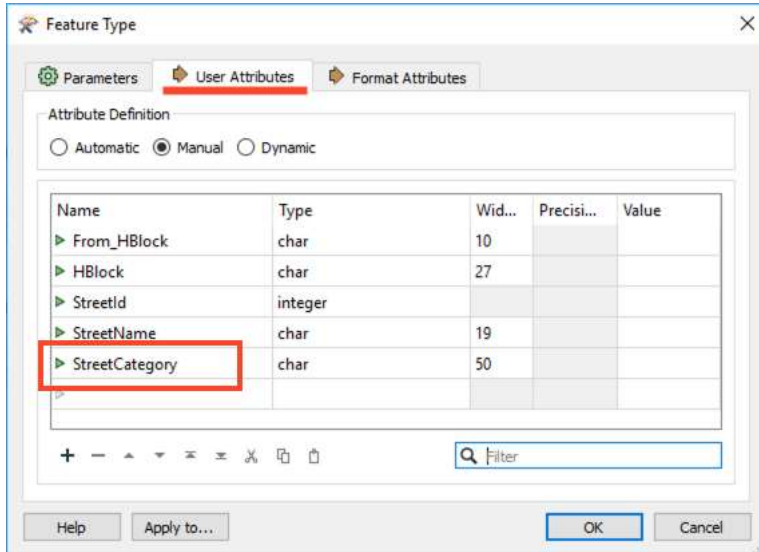 Feature Type
Parameters User Attributes Format Attributes
Attribute Definition
Automatic Manual Dynamic
Name Type Wid... Precisi... Value
From_HBlock char 10
HBlock char 27
StreetId integer
StreetName char 19
StreetCategory char 50
Filter
Help Apply to... OK Cancel